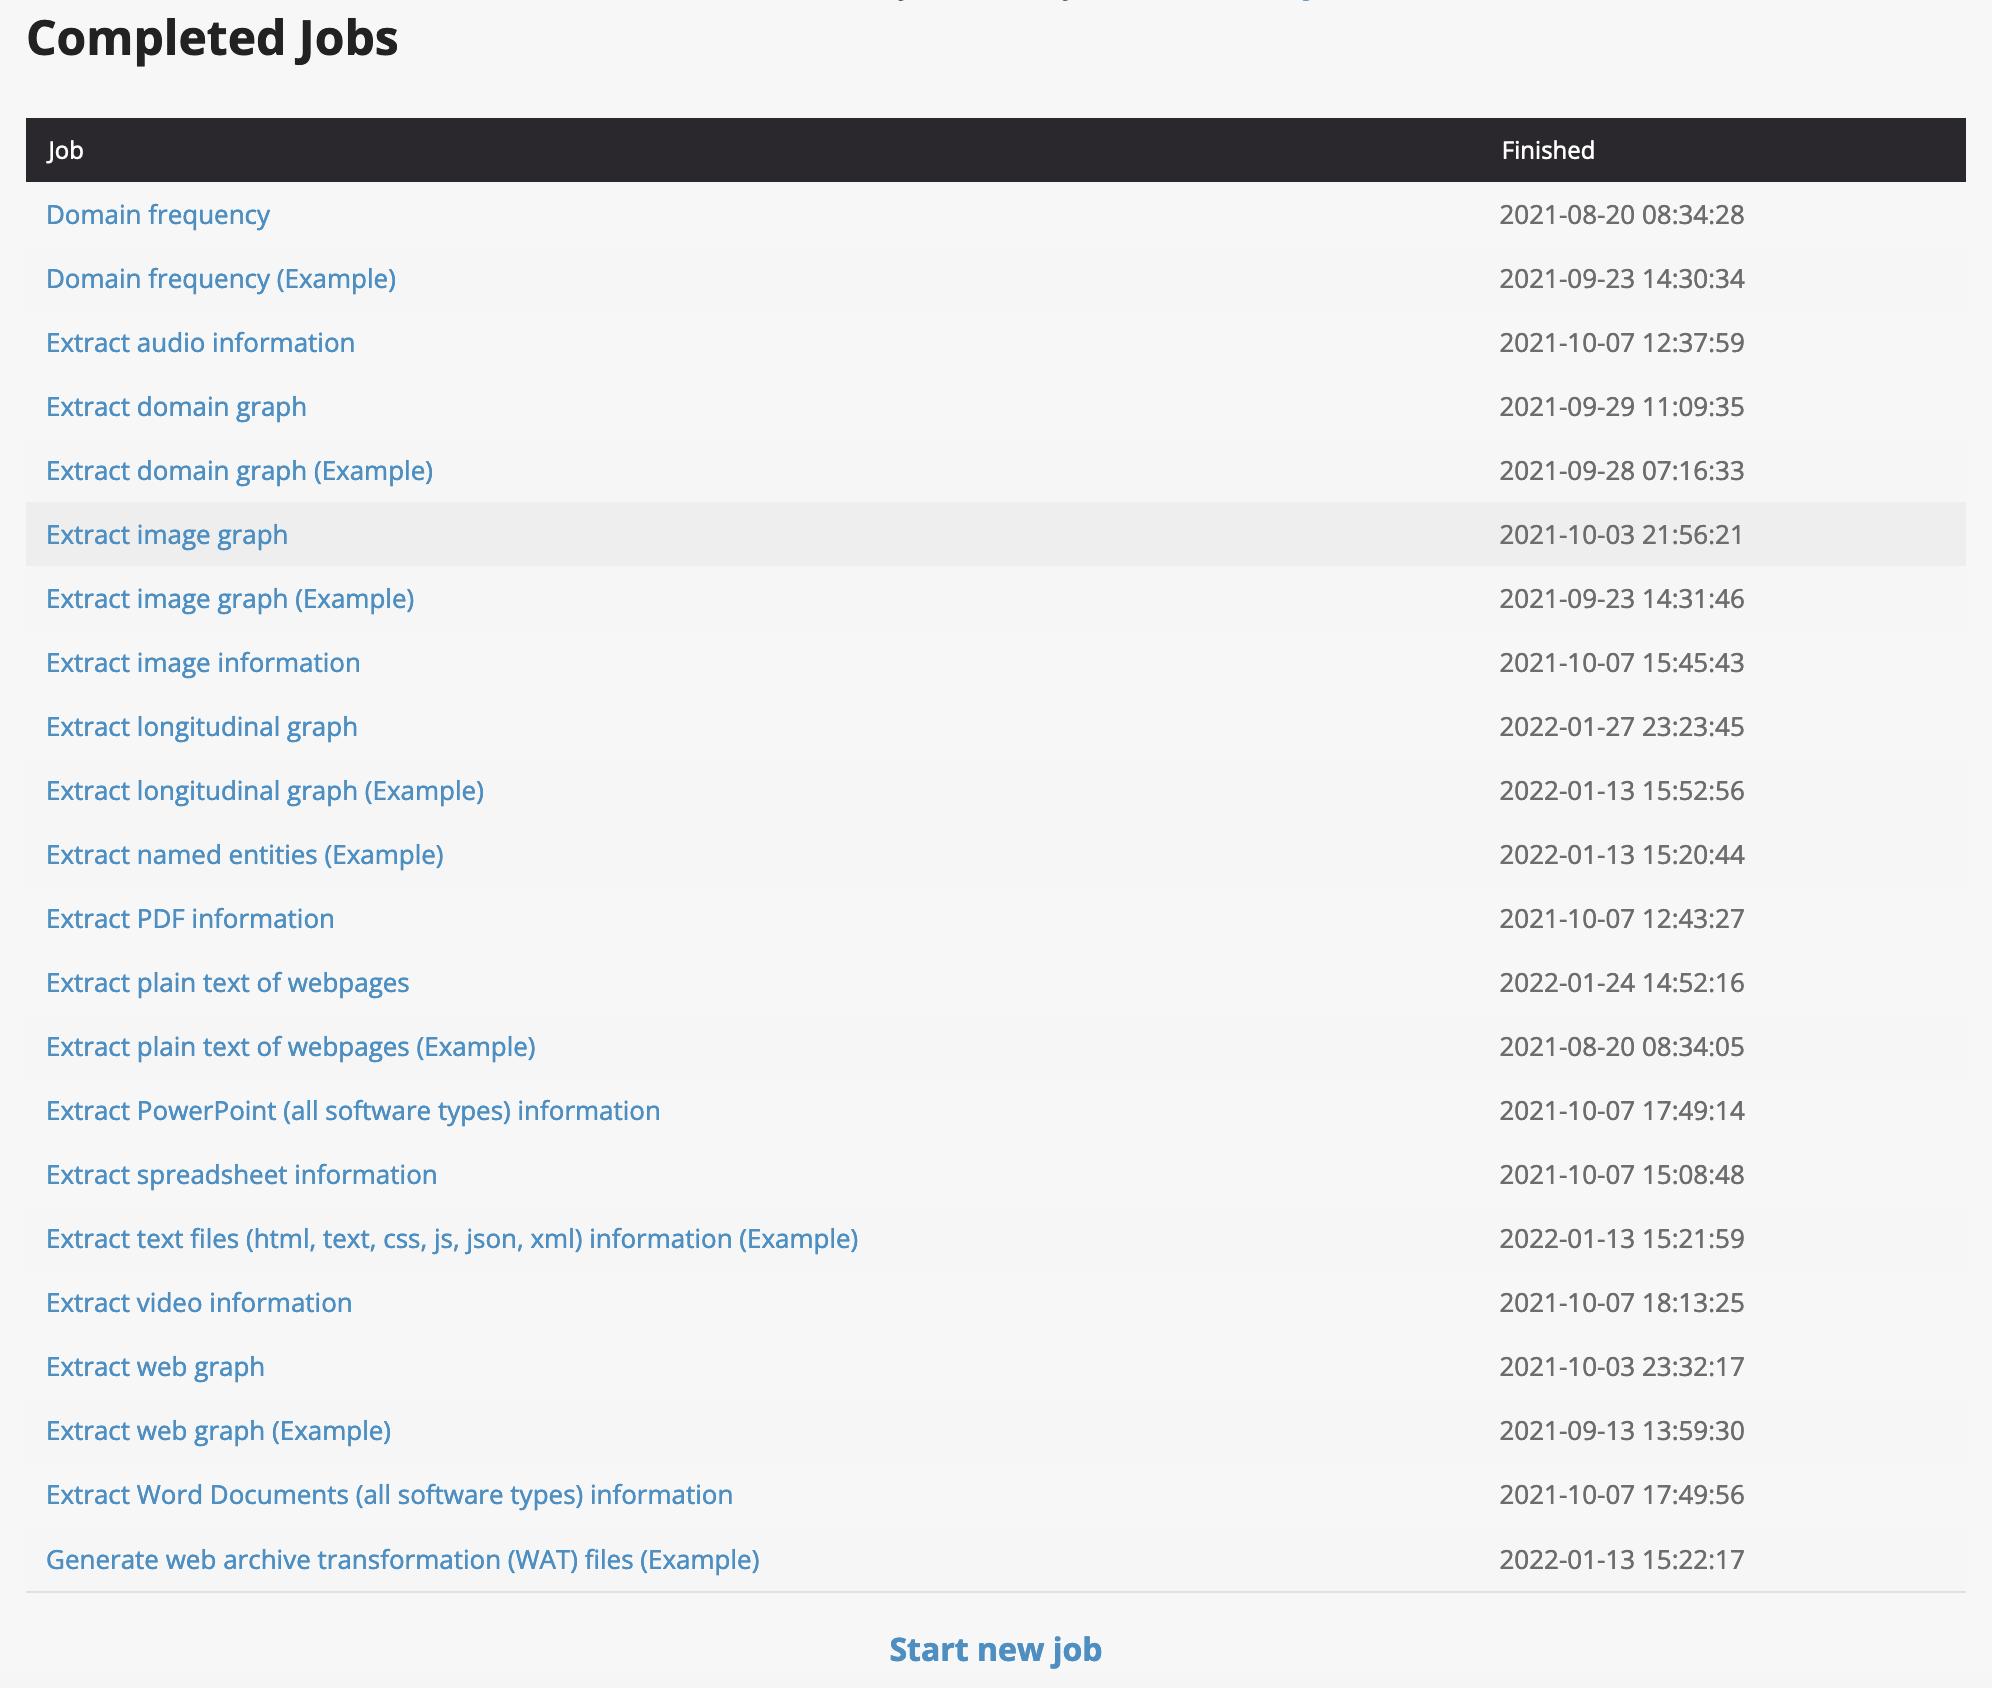 Completed Jobs
Job Finished
Domain frequency 2021-08-20 08:34:28
Domain frequency (Example) 2021-09-23 14:30:34
Extract audio information 2021-10-07 12:37:59
Extract domain graph 2021-09-29 11:09:35
Extract domain graph (Example) 2021-09-28 07:16:33
Extract image graph 2021-10-03 21:56:21
Extract image graph (Example) 2021-09-23 14:31:46
Extract image information 2021-10-07 15:45:43
Extract longitudinal graph 2022-01-27 23:23:45
Extract longitudinal graph (Example) 2022-01-13 15:52:56
Extract named entities (Example) 2022-01-13 15:20:44
Extract PDF information 2021-10-07 12:43:27
Extract plain text of webpages 2022-01-24 14:52:16
Extract plain text of webpages (Example) 2021-08-20 08:34:05
Extract PowerPoint (all software types) information 2021-10-07 17:49:14
Extract spreadsheet information 2021-10-07 15:08:48
Extract text files (html, text, css, js, json, xml) information (Example) 2022-01-13 15:21:59
Extract video information 2021-10-07 18:13:25
Extract web graph 2021-10-03 23:32:17
Extract web graph (Example) 2021-09-13 13:59:30
Extract Word Documents (all software types) information 2021-10-07 17:49:56
Generate web archive transformation (WAT) files (Example) 2022-01-13 15:22:17
Start new job